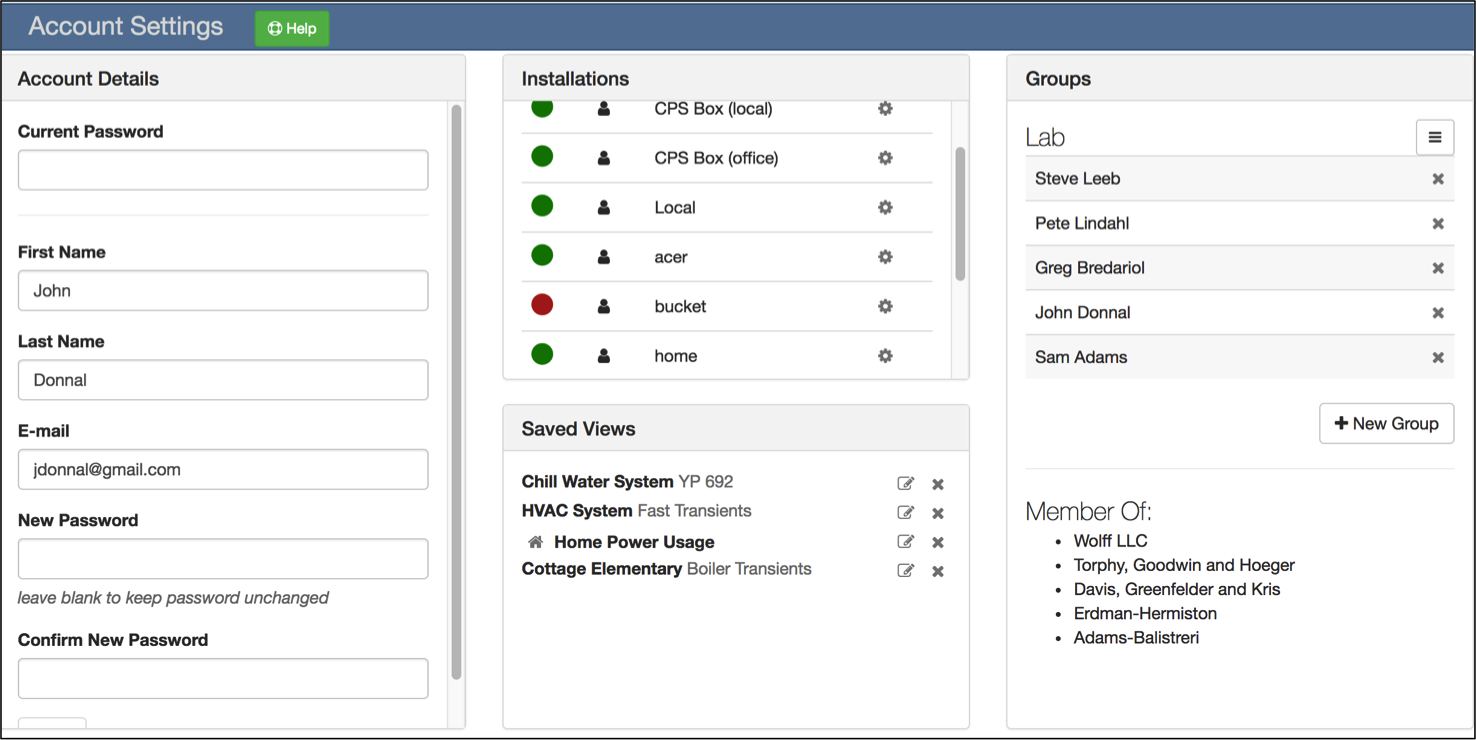 Account Settings
Help
Account Details
Current Password
First Name
John
Last Name
Donnal
E-mail
jdonnal@gmail.com
New Password
leave blank to keep password unchanged
Confirm New Password
Installations
CPS Box (local)
CPS Box (office)
Local
acer
bucket
home
Saved Views
Chill Water System YP 692
HVAC System Fast Transients
Home Power Usage
Cottage Elementary Boiler Transients
Groups
Lab
Steve Leeb
Pete Lindahl
Greg Bredariol
John Donnal
Sam Adams
New Group
Member Of:
Wolff LLC
Torphy, Goodwin and Hoeger
Davis, Greenfelder and Kris
Erdman-Hermiston
Adams-Balistreri